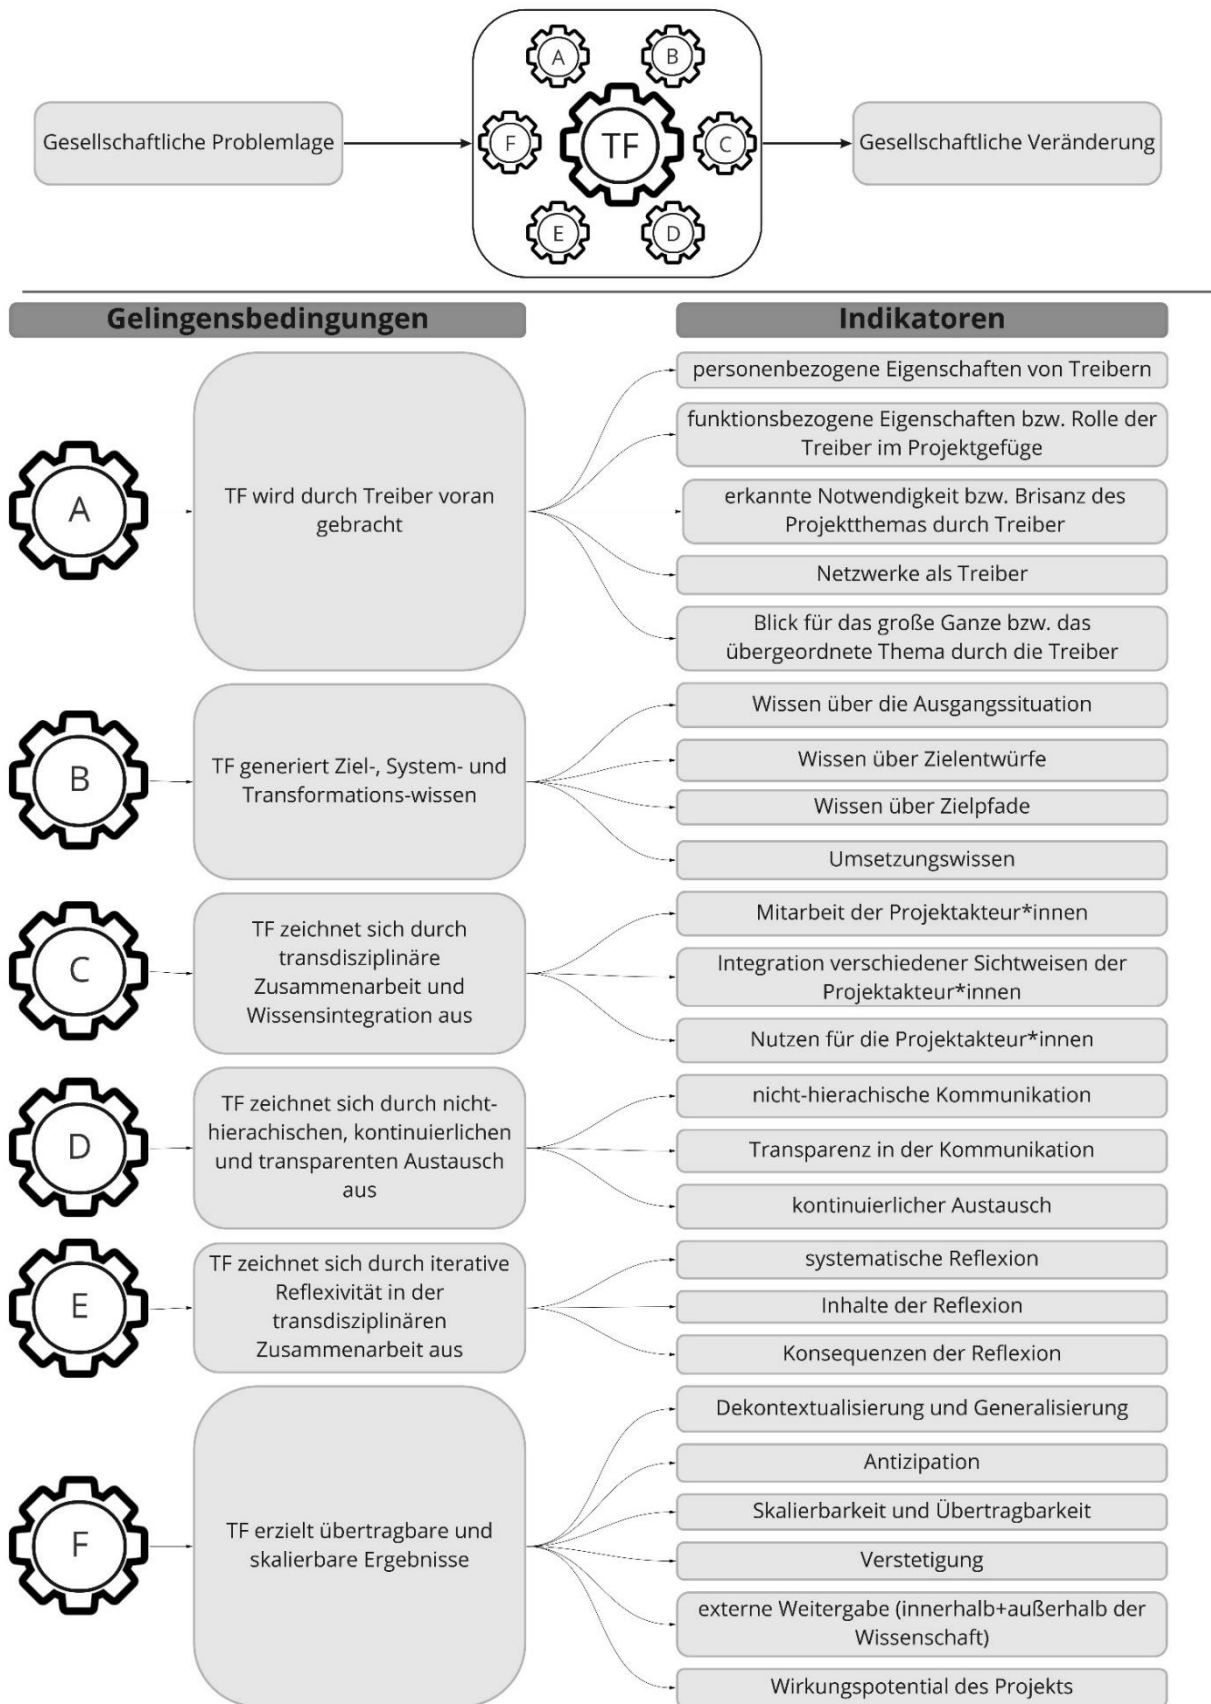 A
B
Gesellschaftliche Problemlage
F
TF
C
Gesellschaftliche Veränderung
E
D
Gelingensbedingungen
Indikatoren
A
TF wird durch Treiber voran
gebracht
personenbezogene Eigenschaften von Treibern
funktionsbezogene Eigenschaften bzw. Rolle der
Treiber im Projektgefüge
erkannte Notwendigkeit bzw. Brisanz des
Projektthemas durch Treiber
Netzwerke als Treiber
Blick für das große Ganze bzw. das
übergeordnete Thema durch die Treiber
B
TF generiert Ziel-, System- und
Transformations-wissen
Wissen über die Ausgangssituation
Wissen über Zielentwürfe
Wissen über Zielpfade
Umsetzungswissen
C
TF zeichnet sich durch
transdisziplinäre
Zusammenarbeit und
Wissensintegration aus
Mitarbeit der Projektakteur*innen
Integration verschiedener Sichtweisen der
Projektakteur*innen
Nutzen für die Projektakteur*innen
D
TF zeichnet sich durch nicht-
hierachischen, kontinuierlichen
und transparenten Austausch
aus
nicht-hierachische Kommunikation
Transparenz in der Kommunikation
kontinuierlicher Austausch
E
TF zeichnet sich durch iterative
Reflexivität in der
transdisziplinären
Zusammenarbeit aus
systematische Reflexion
Inhalte der Reflexion
Konsequenzen der Reflexion
F
TF erzielt übertragbare und
skalierbare Ergebnisse
Dekontextualisierung und Generalisierung
Antizipation
Skalierbarkeit und Übertragbarkeit
Verstetigung
externe Weitergabe (innerhalb+außerhalb der
Wissenschaft)
Wirkungspotential des Projekts